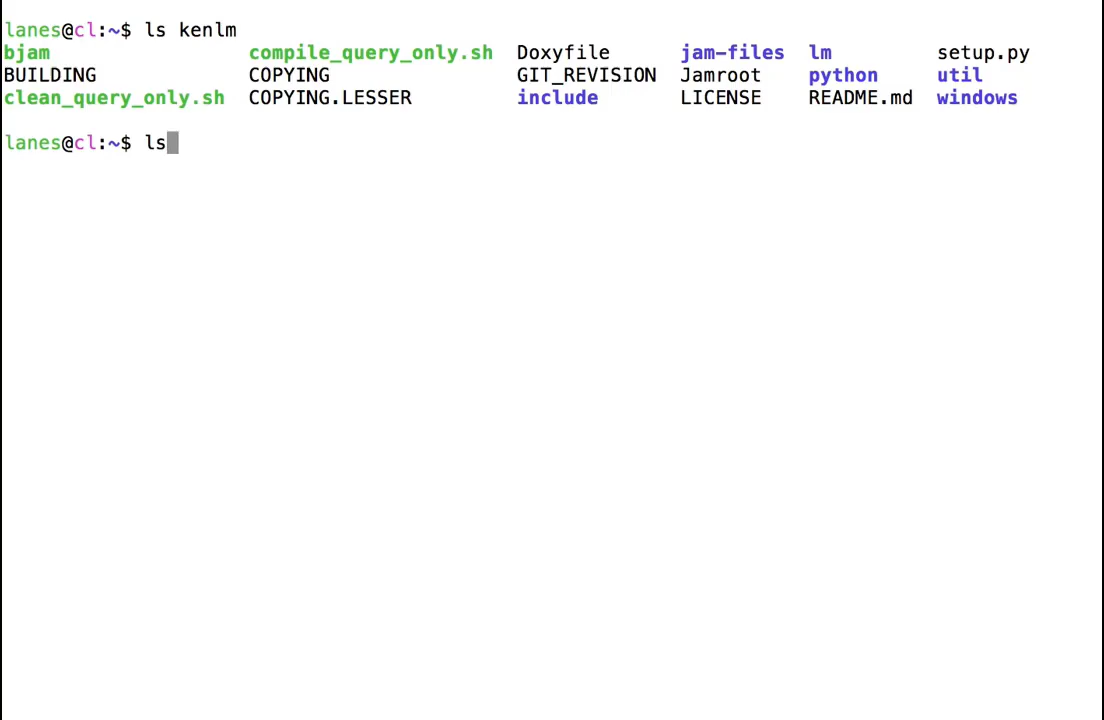 lanes@cl:~$ ls kenlm
bjam compile_query_only.sh Doxyfile jam-files lm setup.py
BUILDING COPYING GIT_REVISION Jamroot python util
clean_query_only.sh COPYING.LESSER include LICENSE README.md windows
lanes@cl:~$ ls